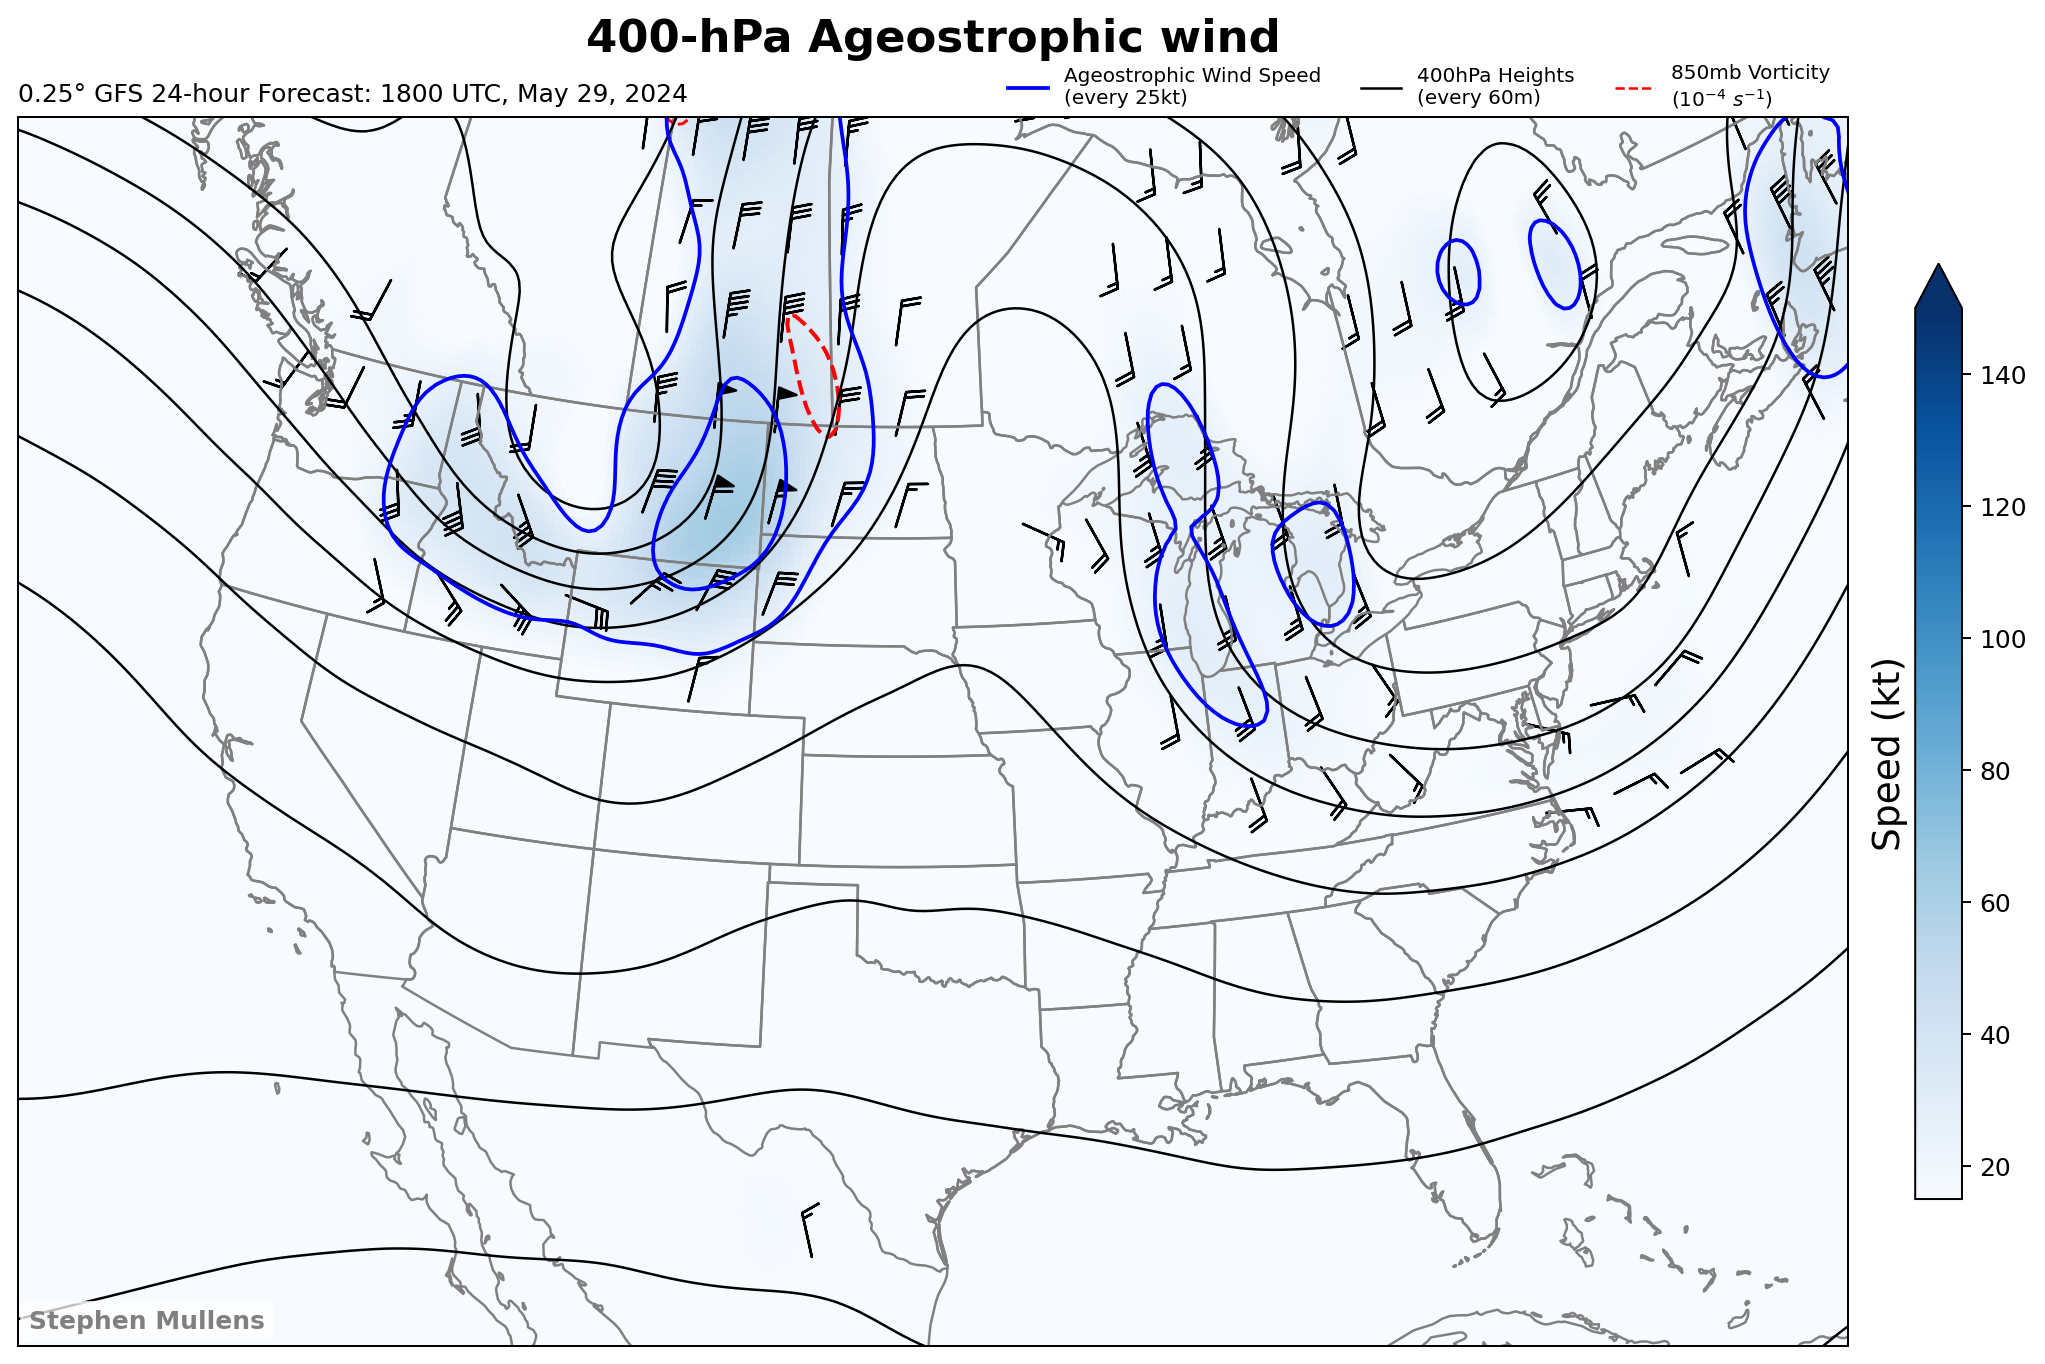 400-hPa Ageostrophic wind
0.25° GFS 24-hour Forecast: 1800 UTC, May 29, 2024
Ageostrophic Wind Speed
(every 25kt)
400hPa Heights
(every 60m)
850mb Vorticity
(10⁻⁴ s⁻¹)
140
120
100
80
60
40
20
Speed (kt)
Stephen Mullens